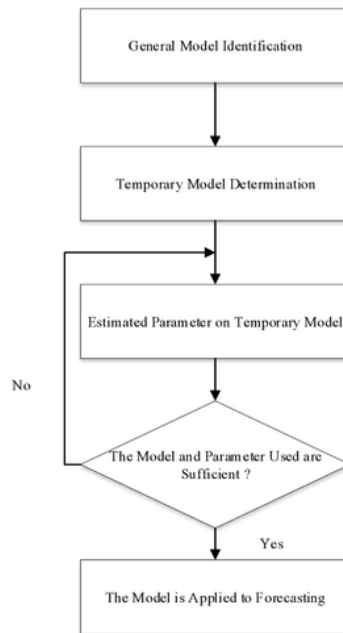 General Model Identification
Temporary Model Determination
Estimated Parameter on Temporary Model
No
The Model and Parameter Used are
Sufficient ?
Yes
The Model is Applied to Forecasting